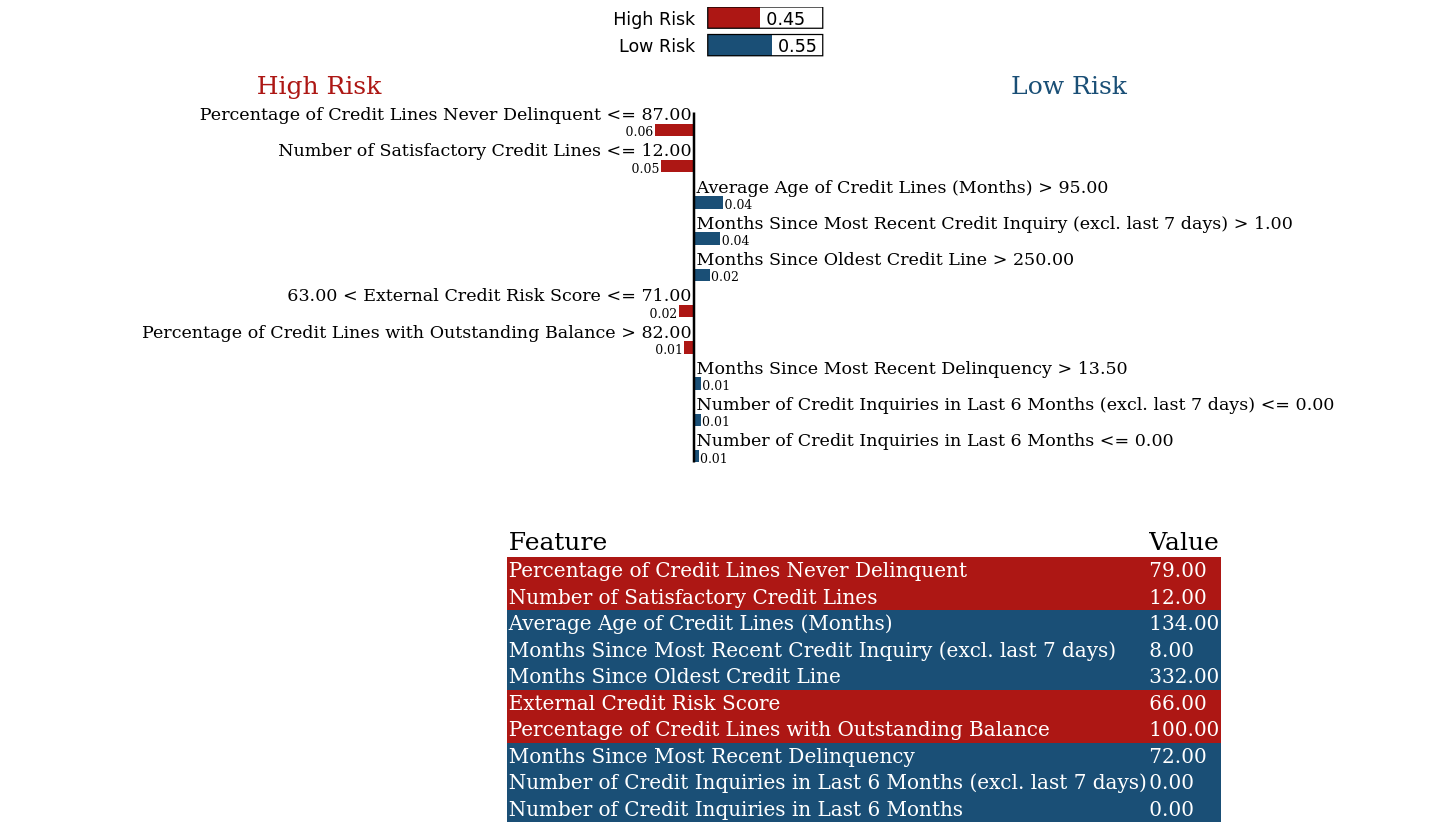 High Risk 0.45
Low Risk 0.55
High Risk Low Risk
Percentage of Credit Lines Never Delinquent <= 87.00
0.06
Number of Satisfactory Credit Lines <= 12.00
0.05
Average Age of Credit Lines (Months) > 95.00
0.04
Months Since Most Recent Credit Inquiry (excl. last 7 days) > 1.00
0.04
Months Since Oldest Credit Line > 250.00
0.02
63.00 < External Credit Risk Score <= 71.00
0.02
Percentage of Credit Lines with Outstanding Balance > 82.00
0.01
Months Since Most Recent Delinquency > 13.50
0.01
Number of Credit Inquiries in Last 6 Months (excl. last 7 days) <= 0.00
0.01
Number of Credit Inquiries in Last 6 Months <= 0.00
0.01
Feature Value
Percentage of Credit Lines Never Delinquent 79.00
Number of Satisfactory Credit Lines 12.00
Average Age of Credit Lines (Months) 134.00
Months Since Most Recent Credit Inquiry (excl. last 7 days) 8.00
Months Since Oldest Credit Line 332.00
External Credit Risk Score 66.00
Percentage of Credit Lines with Outstanding Balance 100.00
Months Since Most Recent Delinquency 72.00
Number of Credit Inquiries in Last 6 Months (excl. last 7 days) 0.00
Number of Credit Inquiries in Last 6 Months 0.00